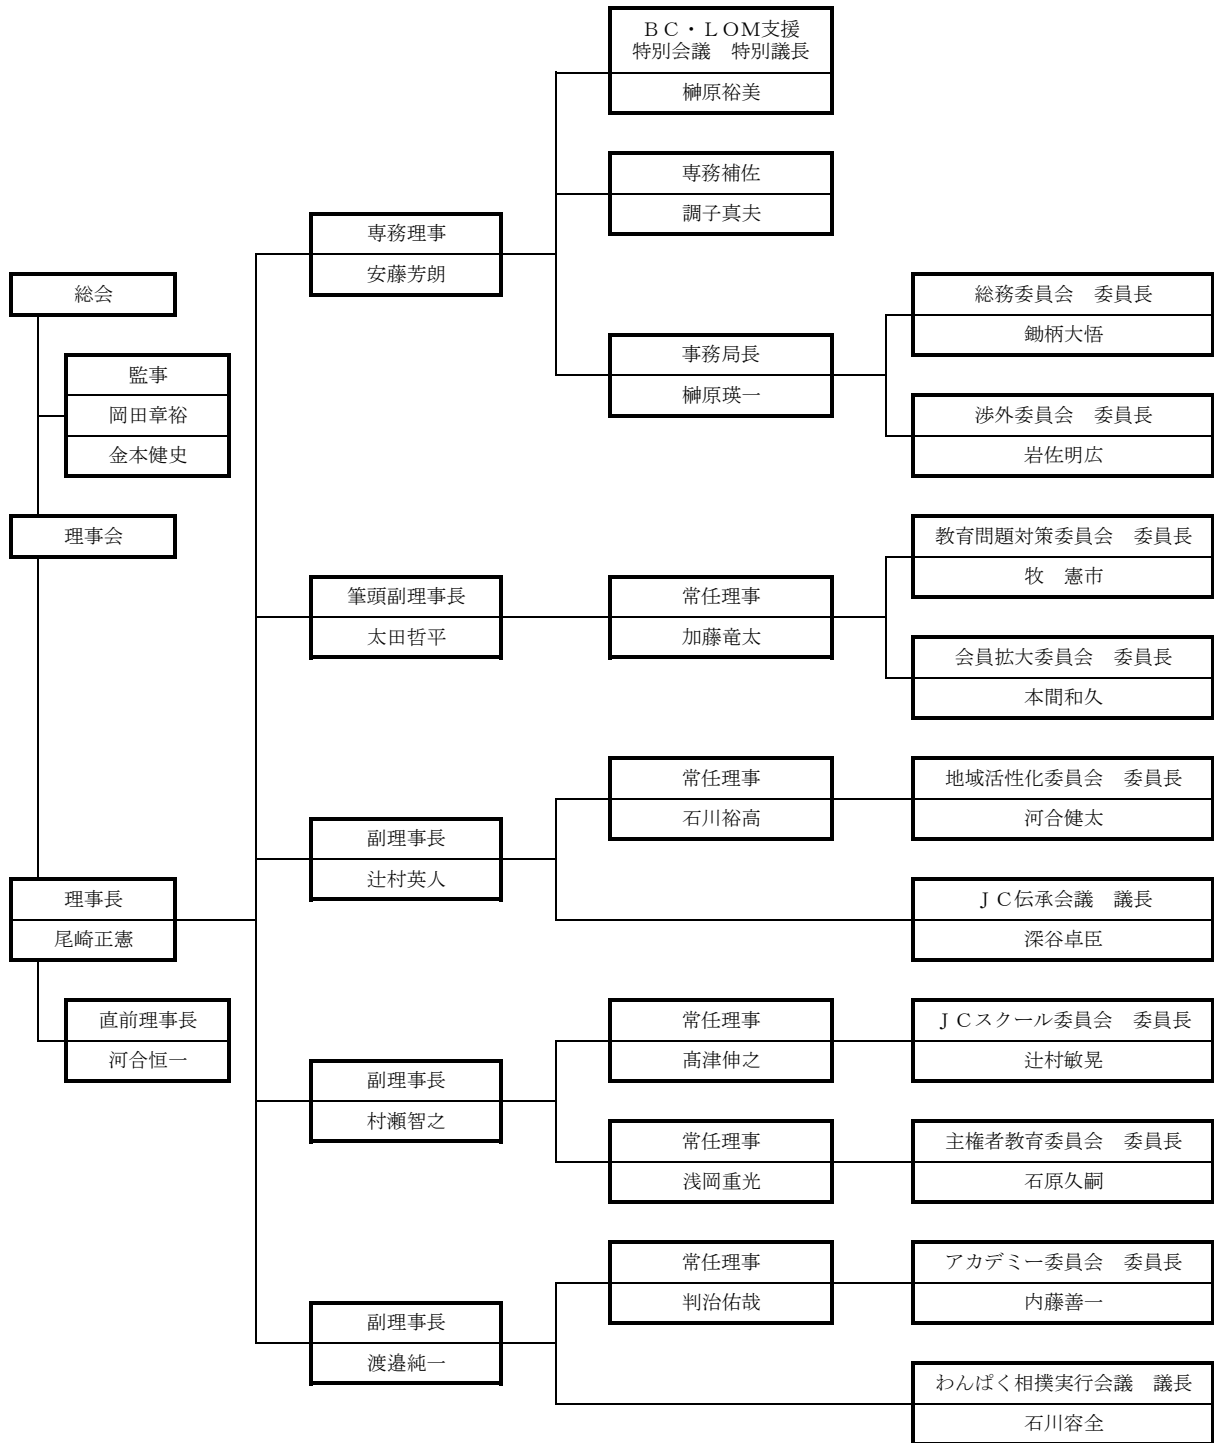 総会
監事
岡田章裕
金本健史
理事会
理事長
尾崎正憲
直前理事長
河合恒一
専務理事
安藤芳朗
ＢＣ・ＬＯＭ支援
特別会議　特別議長
榊原裕美
専務補佐
調子真夫
事務局長
榊原瑛一
総務委員会　委員長
鋤柄大悟
渉外委員会　委員長
岩佐明広
筆頭副理事長
太田哲平
常任理事
加藤竜太
教育問題対策委員会　委員長
牧　憲市
会員拡大委員会　委員長
本間和久
副理事長
辻村英人
常任理事
石川裕高
地域活性化委員会　委員長
河合健太
ＪＣ伝承会議　議長
深谷卓臣
副理事長
村瀬智之
常任理事
髙津伸之
ＪＣスクール委員会　委員長
辻村敏晃
常任理事
浅岡重光
主権者教育委員会　委員長
石原久嗣
副理事長
渡邉純一
常任理事
判治佑哉
アカデミー委員会　委員長
内藤善一
わんぱく相撲実行会議　議長
石川容全